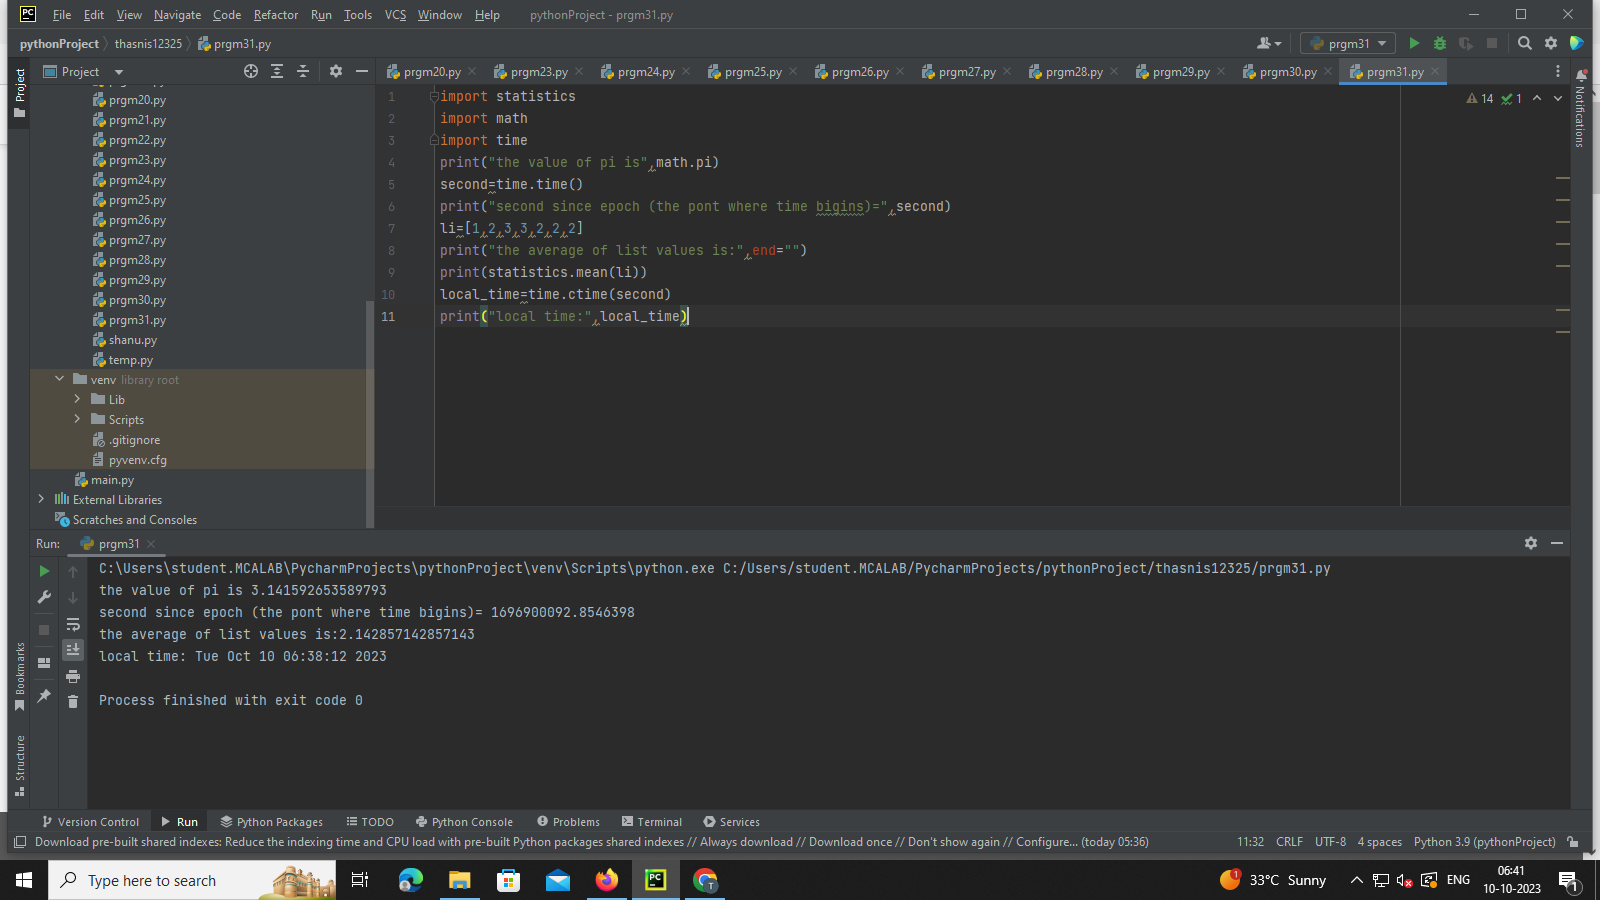 File Edit View Navigate Code Refactor Run Tools VCS Window Help pythonProject - prgm31.py
pythonProject thasnis12325 prgm31.py prgm31
Project
Project
prgm20.py prgm23.py prgm24.py prgm25.py prgm26.py prgm27.py prgm28.py prgm29.py prgm30.py prgm31.py
prgm20.py
prgm21.py
prgm22.py
prgm23.py
prgm24.py
prgm25.py
prgm26.py
prgm27.py
prgm28.py
prgm29.py
prgm30.py
prgm31.py
shanu.py
temp.py
venv library root
Lib
Scripts
.gitignore
pyvenv.cfg
main.py
External Libraries
Scratches and Consoles
14 1
Notifications
1 import statistics
2 import math
3 import time
4 print("the value of pi is",math.pi)
5 second=time.time()
6 print("second since epoch (the pont where time bigins)=",second)
7 li=[1,2,3,3,2,2,2]
8 print("the average of list values is:",end="")
9 print(statistics.mean(li))
10 local_time=time.ctime(second)
11 print("local time:",local_time)
Run: prgm31
C:\Users\student.MCALAB\PycharmProjects\pythonProject\venv\Scripts\python.exe C:/Users/student.MCALAB/PycharmProjects/pythonProject/thasnis12325/prgm31.py
the value of pi is 3.141592653589793
second since epoch (the pont where time bigins)= 1696900092.8546398
the average of list values is:2.142857142857143
local time: Tue Oct 10 06:38:12 2023
Process finished with exit code 0
Bookmarks
Structure
Version Control Run Python Packages TODO Python Console Problems Terminal Services
Download pre-built shared indexes: Reduce the indexing time and CPU load with pre-built Python packages shared indexes // Always download // Download once // Don't show again // Configure... (today 05:36) 11:32 CRLF UTF-8 4 spaces Python 3.9 (pythonProject)
Type here to search 33°C Sunny ENG 06:41
10-10-2023
1